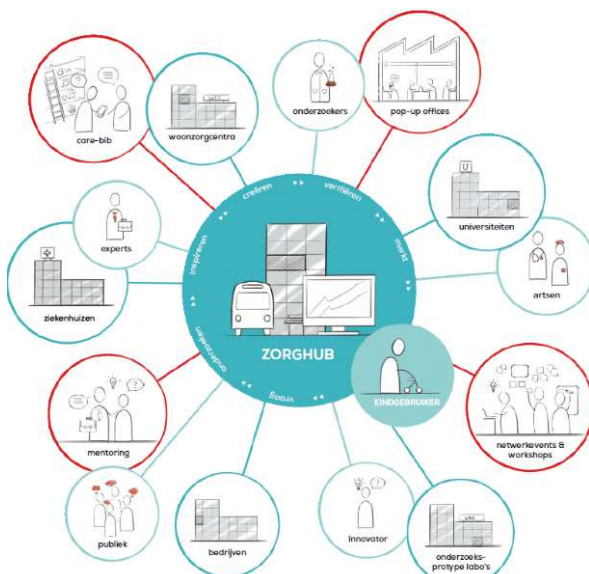 care-bib
woonzorgcentra
onderzoekers
pop-up offices
experts
universiteiten
ziekenhuizen
artsen
creëren
verifiëren
inspireren
markt
onderzoeken
vraag
ZORGHUB
EINDGEBRUIKER
mentoring
netwerkevents &
workshops
publiek
bedrijven
innovator
onderzoeks-
protype labo's